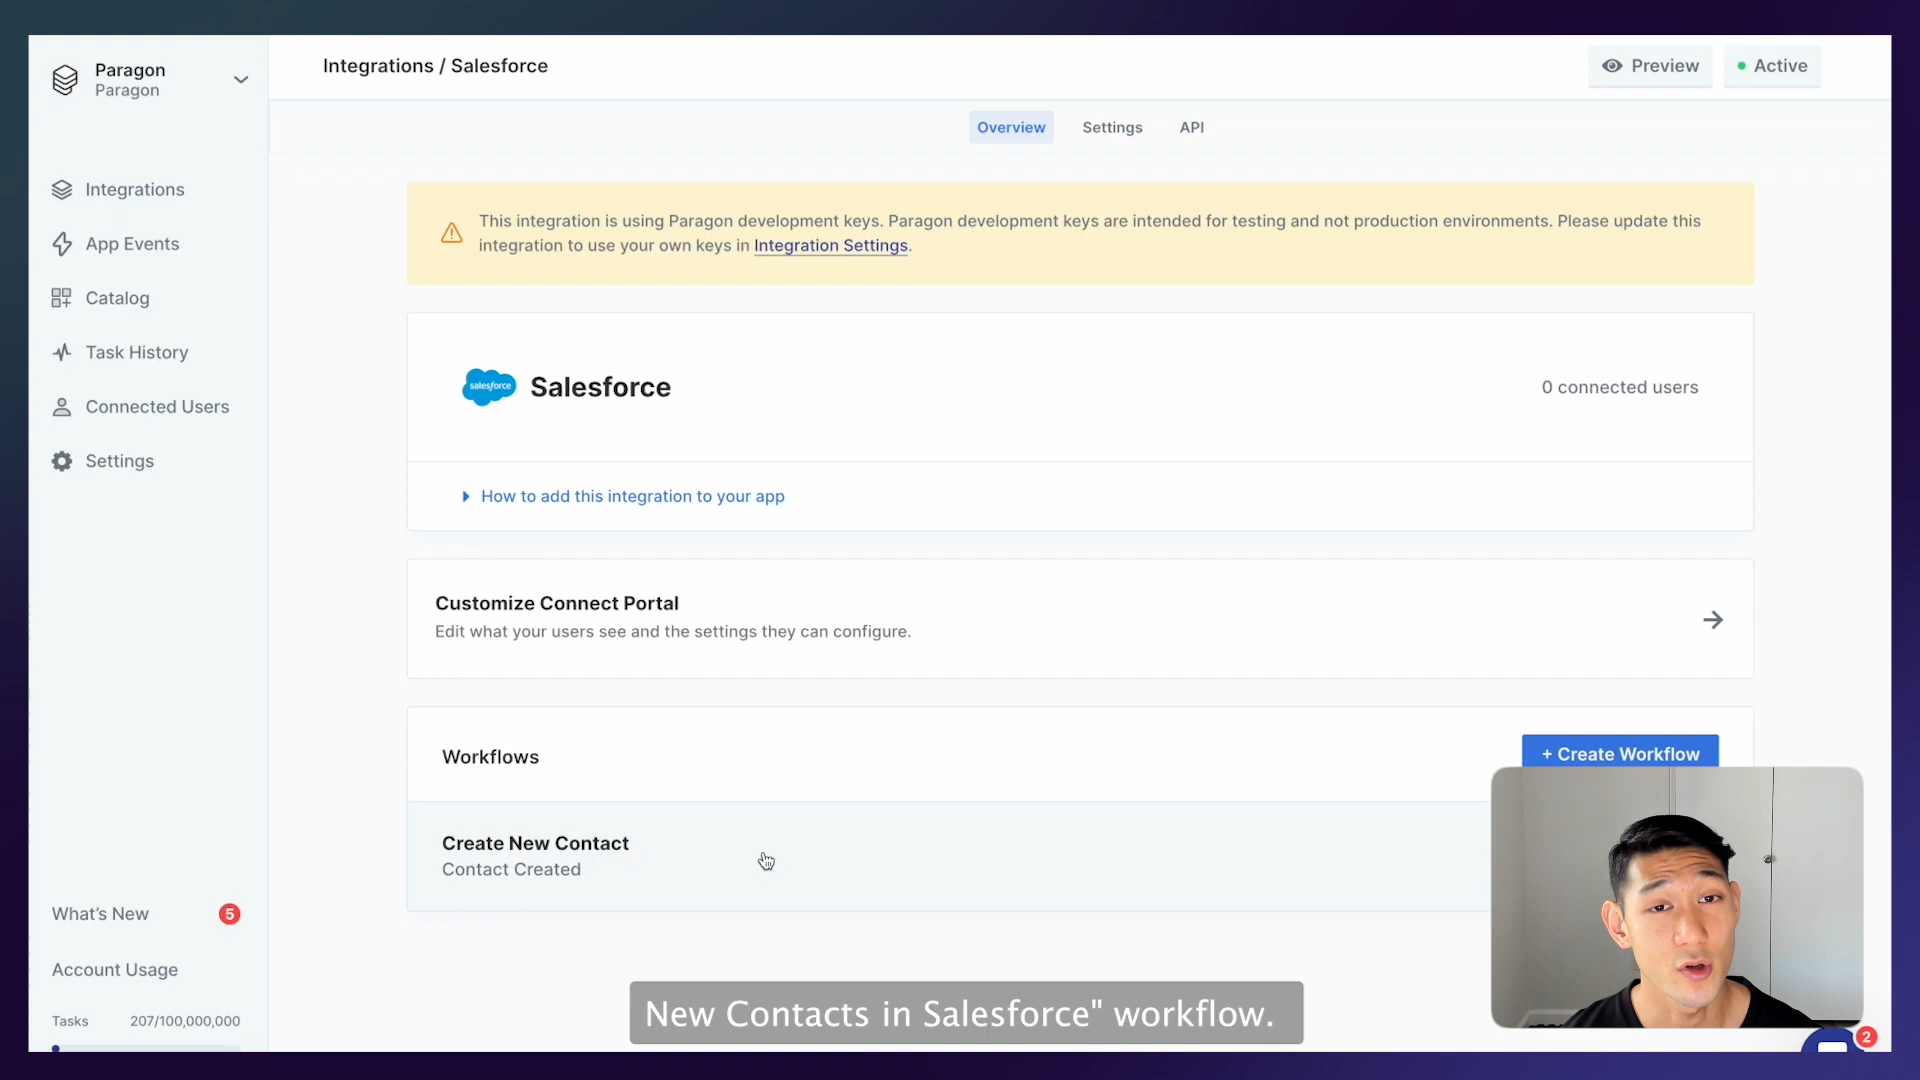 Paragon
Paragon
Integrations
App Events
Catalog
Task History
Connected Users
Settings
What's New
5
Account Usage
Tasks
207/100,000,000
Integrations / Salesforce
Preview
Active
Overview
Settings
API
This integration is using Paragon development keys. Paragon development keys are intended for testing and not production environments. Please update this
integration to use your own keys in Integration Settings.
salesforce
Salesforce
0 connected users
How to add this integration to your app
Customize Connect Portal
Edit what your users see and the settings they can configure.
Workflows
+ Create Workflow
Create New Contact
Contact Created
New Contacts in Salesforce" workflow.
2